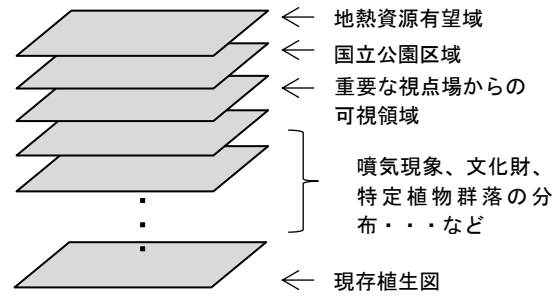 地熱資源有望域
国立公園区域
重要な視点場からの
可視領域
噴気現象、文化財、
特定植物群落の分
布・・・など
現存植生図